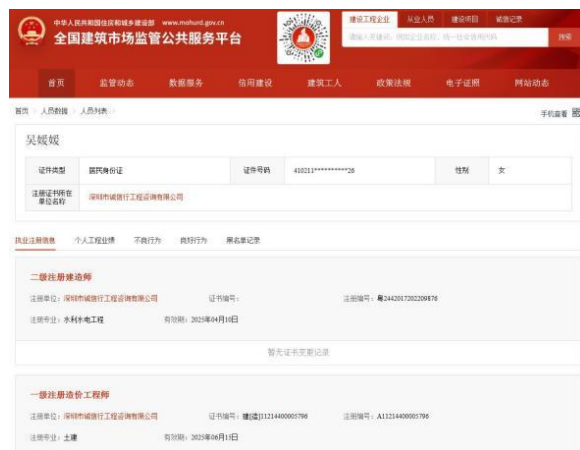 中华人民共和国住房和城乡建设部 www.mohurd.gov.cn
全国建筑市场监管公共服务平台
建设工程企业 从业人员 建设项目 诚信记录
搜索
首页 监管动态 数据服务 信用建设 建筑工人 政策法规 电子证照 网站动态
首页 人员数据 人员列表
手机查看
吴媛媛
证件类型 居民身份证 证件号码 410211**********26 性别 女
注册证书所在单位名称 深圳市诚信行工程咨询有限公司
执业注册信息 个人工程业绩 不良行为 良好行为 黑名单记录
二级注册建造师
注册单位：深圳市诚信行工程咨询有限公司 证书编号： 注册编号：粤2442017202209876
注册专业：水利水电工程 有效期：2025年04月10日
暂无证书变更记录
一级注册造价工程师
注册单位：深圳市诚信行工程咨询有限公司 证书编号：建[造]11214400005796 注册编号：A11214400005796
注册专业：土建 有效期：2025年06月15日